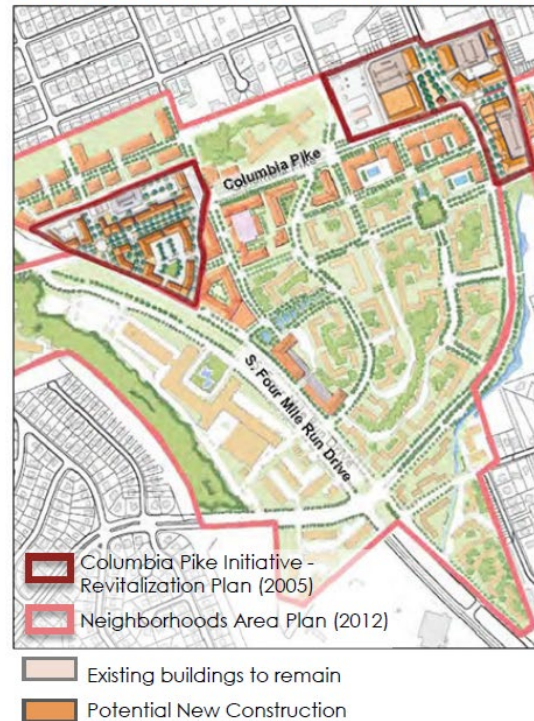 Columbia Pike
S. Four Mile Run Drive
Columbia Pike Initiative -
Revitalization Plan (2005)
Neighborhoods Area Plan (2012)
Existing buildings to remain
Potential New Construction